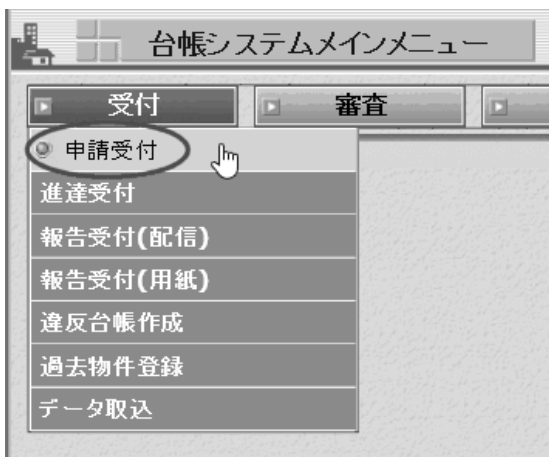 台帳システムメインメニュー
受付
審査
申請受付
進達受付
報告受付(配信)
報告受付(用紙)
違反台帳作成
過去物件登録
データ取込